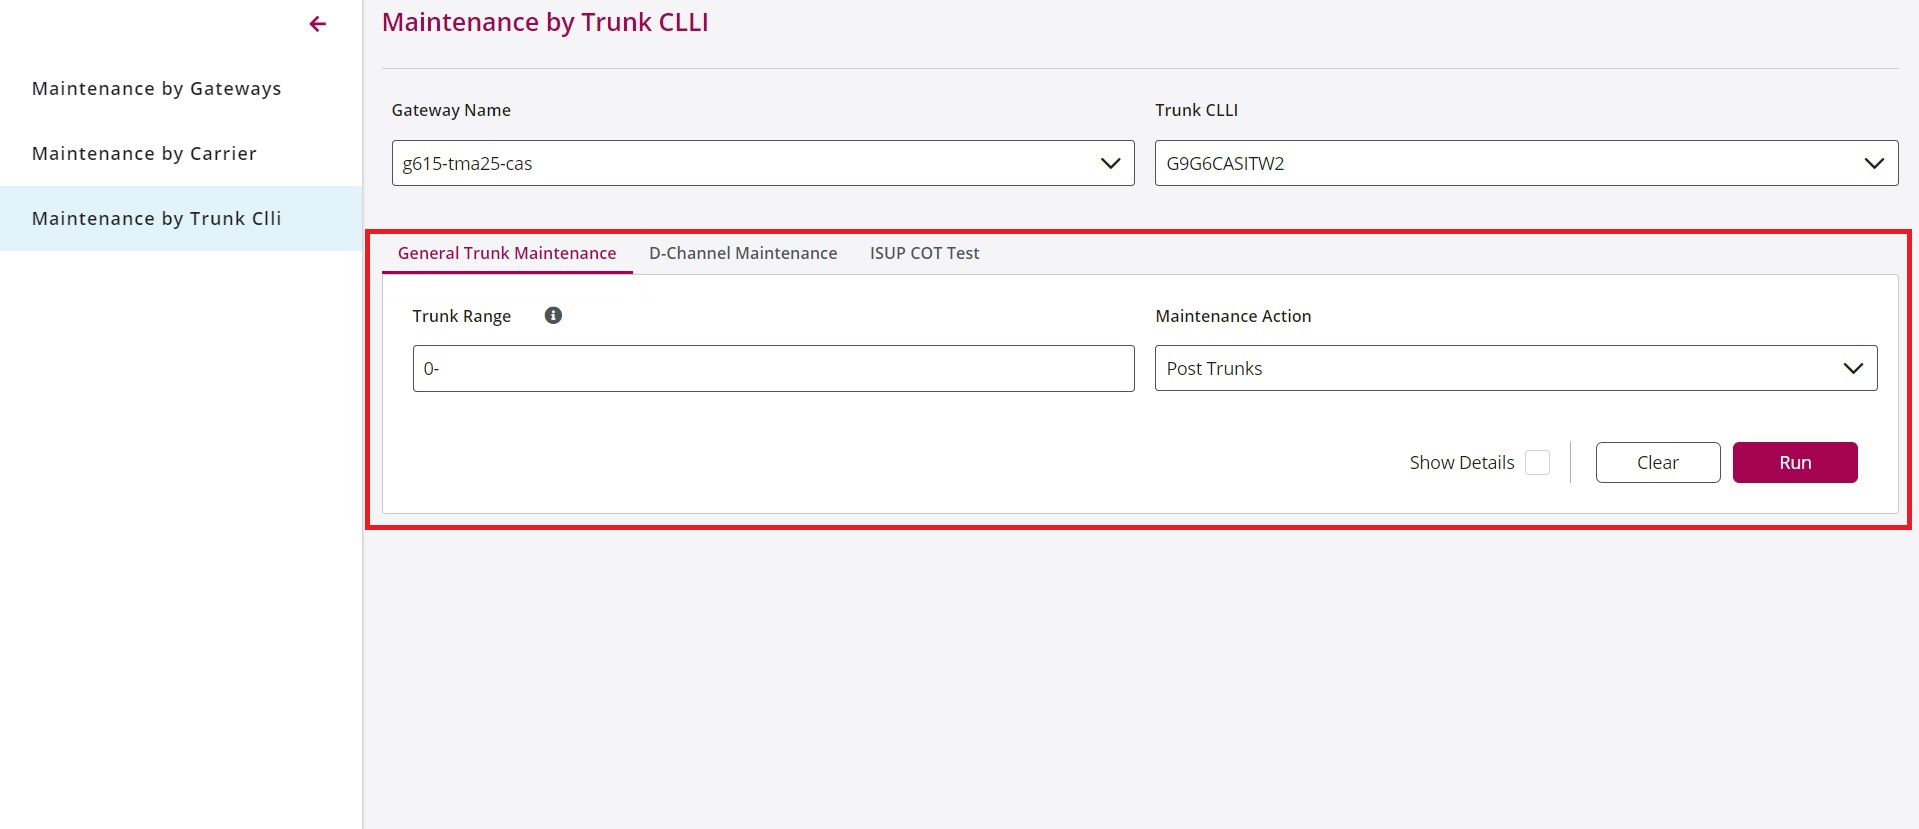 Maintenance by Trunk CLLI
Maintenance by Gateways
Maintenance by Carrier
Maintenance by Trunk Clli
Gateway Name
Trunk CLLI
g615-tma25-cas
G9G6CASITW2
General Trunk Maintenance
D-Channel Maintenance
ISUP COT Test
Trunk Range
Maintenance Action
0-
Post Trunks
Show Details
Clear
Run